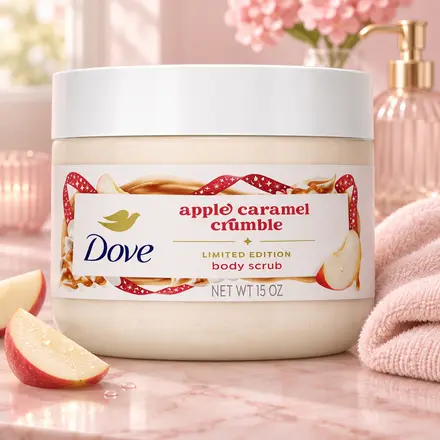 Dove
apple caramel
crumble
LIMITED EDITION
body scrub
NET WT 15 OZ